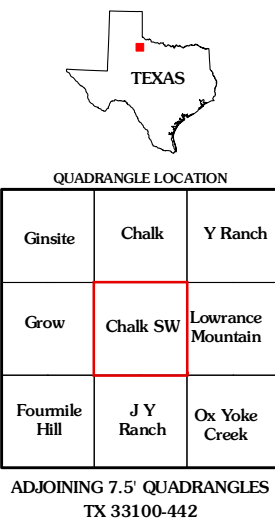 TEXAS
QUADRANGLE LOCATION
Ginsite
Chalk
Y Ranch
Grow
Chalk SW
Lowrance
Mountain
Fourmile
Hill
J Y
Ranch
Ox Yoke
Creek
ADJOINING 7.5' QUADRANGLES
TX 33100-442